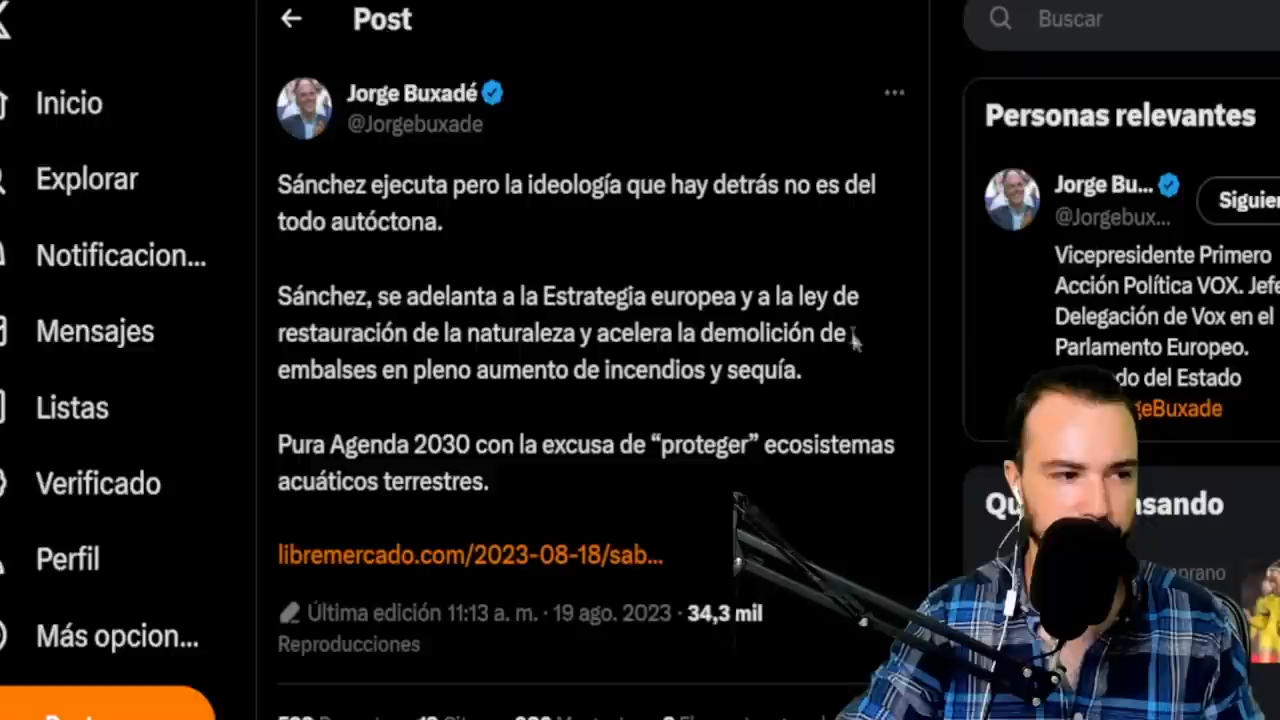 Post
Buscar
Inicio
Explorar
Notificacion...
Mensajes
Listas
Verificado
Perfil
Más opcion...
Jorge Buxadé
@Jorgebuxade
Sánchez ejecuta pero la ideología que hay detrás no es del
todo autóctona.
Sánchez, se adelanta a la Estrategia europea y a la ley de
restauración de la naturaleza y acelera la demolición de
embalses en pleno aumento de incendios y sequía.
Pura Agenda 2030 con la excusa de “proteger” ecosistemas
acuáticos terrestres.
libremercado.com/2023-08-18/sab...
Última edición 11:13 a. m. · 19 ago. 2023 · 34,3 mil
Reproducciones
Personas relevantes
Jorge Bu...
@Jorgebux...
Vicepresidente Primero
Acción Política VOX. Jefe
Delegación de Vox en el
Parlamento Europeo.
do del Estado
geBuxade